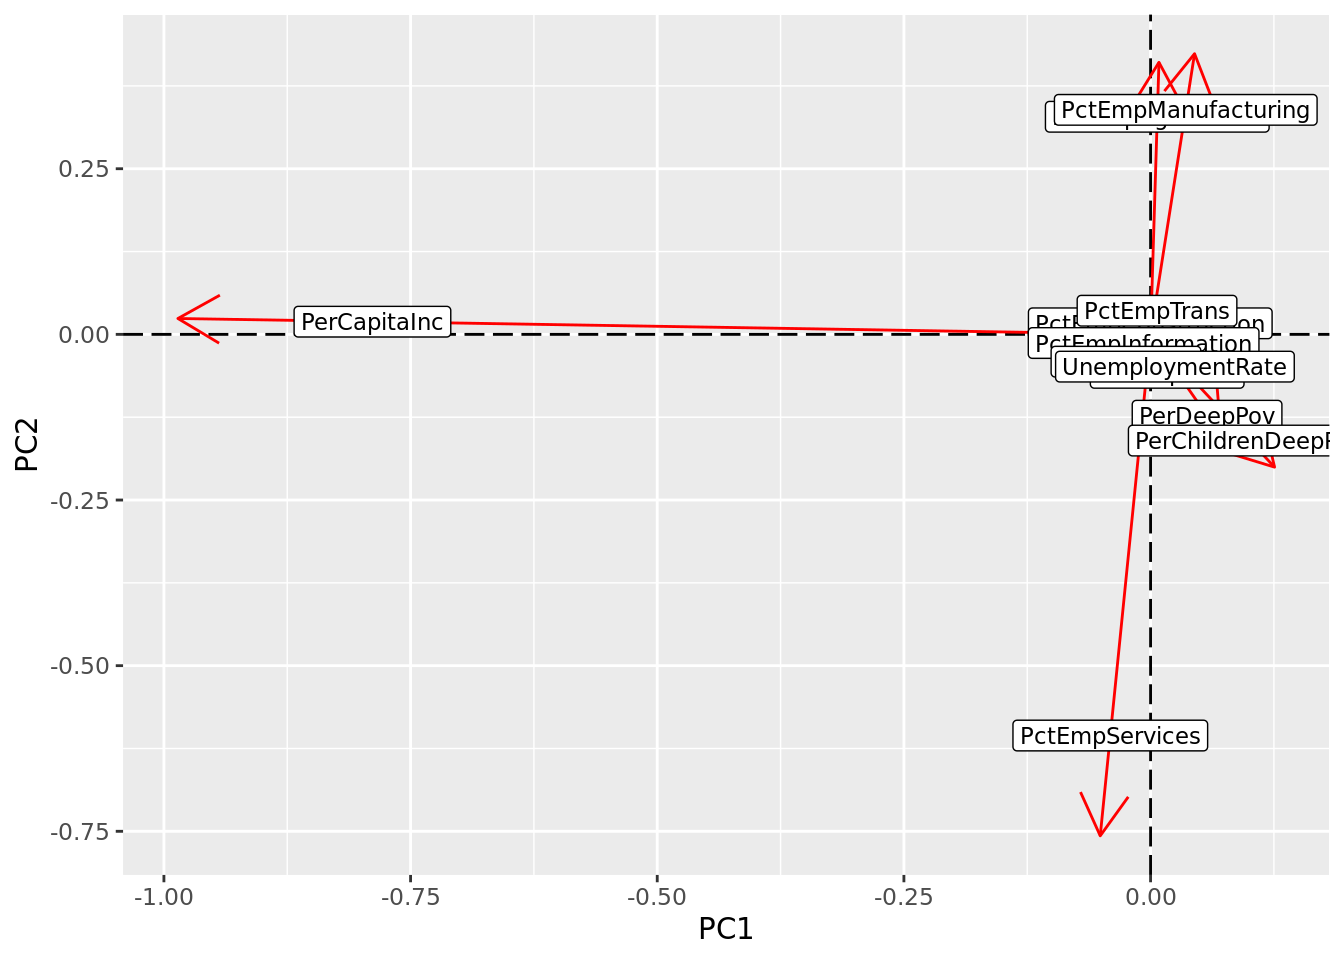 PctEmpManufacturing
0.25
PctEmpTrans
PerCapitaInc
0.00
PctEmpInformation
UnemploymentRate
PerDeepPov
PerChildrenDeepP
PC2
-0.25
-0.50
PctEmpServices
-0.75
-1.00 -0.75 -0.50 -0.25 0.00
PC1